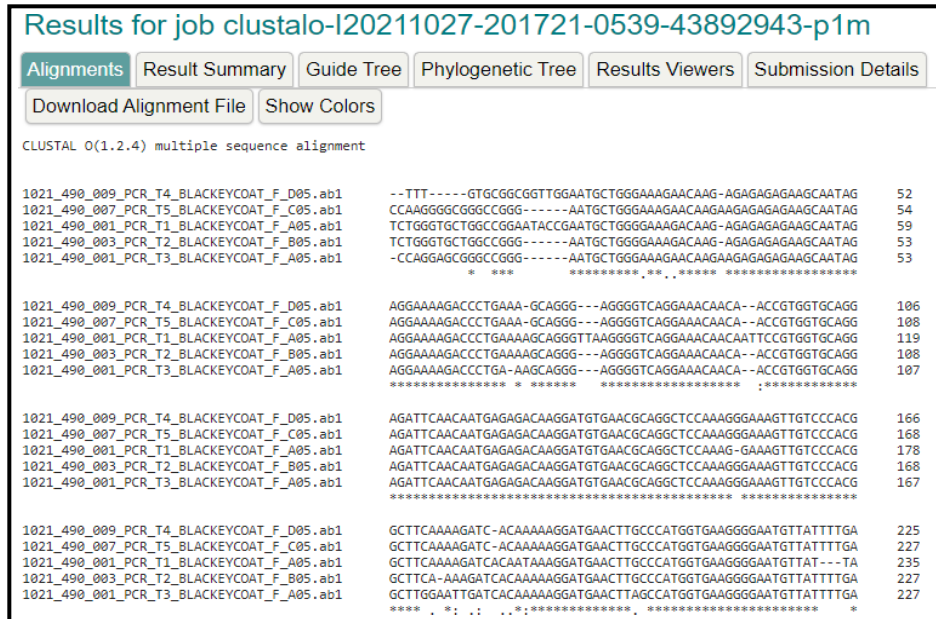 Results for job clustalo-I20211027-201721-0539-43892943-p1m
Alignments Result Summary Guide Tree Phylogenetic Tree Results Viewers Submission Details
Download Alignment File Show Colors
CLUSTAL O(1.2.4) multiple sequence alignment
1021_490_009_PCR_T4_BLACKEYCOAT_F_D05.ab1 --TTT-----GTGCGGCGGTTGGAATGCTGGGAAAGAACAAG-AGAGAGAGAAGCAATAG 52
1021_490_007_PCR_T5_BLACKEYCOAT_F_C05.ab1 CCAAGGGGCGGGCCGGG------AATGCTGGGAAAGAACAAGAAGAGAGAGAAGCAATAG 54
1021_490_001_PCR_T1_BLACKEYCOAT_F_A05.ab1 TCTGGGTGCTGGCCGGAATACCGAATGCTGGGGAAAGACAAG-AGAGAGAGAAGCAATAG 59
1021_490_003_PCR_T2_BLACKEYCOAT_F_B05.ab1 TCTGGGTGCTGGCCGGG------AATGCTGGGGAAAGACAAG-AGAGAGAGAAGCAATAG 53
1021_490_001_PCR_T3_BLACKEYCOAT_F_A05.ab1 -CCAGGAGCGGGCCGGG------AATGCTGGGAAAGAACAAGAAGAGAGAGAAGCAATAG 53
* *** *********.**..***** *****************
1021_490_009_PCR_T4_BLACKEYCOAT_F_D05.ab1 AGGAAAAGACCCTGAAA-GCAGGG---AGGGGTCAGGAAACAACA--ACCGTGGTGCAGG 106
1021_490_007_PCR_T5_BLACKEYCOAT_F_C05.ab1 AGGAAAAGACCCTGAAA-GCAGGG---AGGGGTCAGGAAACAACA--ACCGTGGTGCAGG 108
1021_490_001_PCR_T1_BLACKEYCOAT_F_A05.ab1 AGGAAAAGACCCTGAAAAGCAGGGTTAAGGGGTCAGGAAACAACAATTCCGTGGTGCAGG 119
1021_490_003_PCR_T2_BLACKEYCOAT_F_B05.ab1 AGGAAAAGACCCTGAAAAGCAGGG---AGGGGTCAGGAAACAACA--ACCGTGGTGCAGG 108
1021_490_001_PCR_T3_BLACKEYCOAT_F_A05.ab1 AGGAAAAGACCCTGA-AAGCAGGG---AGGGGTCAGGAAACAACA--ACCGTGGTGCAGG 107
*************** * ****** ****************** :************
1021_490_009_PCR_T4_BLACKEYCOAT_F_D05.ab1 AGATTCAACAATGAGAGACAAGGATGTGAACGCAGGCTCCAAAGGGAAAGTTGTCCCACG 166
1021_490_007_PCR_T5_BLACKEYCOAT_F_C05.ab1 AGATTCAACAATGAGAGACAAGGATGTGAACGCAGGCTCCAAAGGGAAAGTTGTCCCACG 168
1021_490_001_PCR_T1_BLACKEYCOAT_F_A05.ab1 AGATTCAACAATGAGAGACAAGGATGTGAACGCAGGCTCCAAAG-GAAAGTTGTCCCACG 178
1021_490_003_PCR_T2_BLACKEYCOAT_F_B05.ab1 AGATTCAACAATGAGAGACAAGGATGTGAACGCAGGCTCCAAAGGGAAAGTTGTCCCACG 168
1021_490_001_PCR_T3_BLACKEYCOAT_F_A05.ab1 AGATTCAACAATGAGAGACAAGGATGTGAACGCAGGCTCCAAAGGGAAAGTTGTCCCACG 167
******************************************** ***************
1021_490_009_PCR_T4_BLACKEYCOAT_F_D05.ab1 GCTTCAAAAGATC-ACAAAAAGGATGAACTTGCCCATGGTGAAGGGGAATGTTATTTTGA 225
1021_490_007_PCR_T5_BLACKEYCOAT_F_C05.ab1 GCTTCAAAAGATC-ACAAAAAGGATGAACTTGCCCATGGTGAAGGGGAATGTTATTTTGA 227
1021_490_001_PCR_T1_BLACKEYCOAT_F_A05.ab1 GCTTCAAAAGATCACAATAAAGGATGAACTTGCCCATGGTGAAGGGGAATGTTAT---TA 235
1021_490_003_PCR_T2_BLACKEYCOAT_F_B05.ab1 GCTTCA-AAAGATCACAAAAAGGATGAACTTGCCCATGGTGAAGGGGAATGTTATTTTGA 227
1021_490_001_PCR_T3_BLACKEYCOAT_F_A05.ab1 GCTTGGAATTGATCACAAAAGGATGAACTTAGCCATGGTGAAGGGGAATGTTATTTTGA 227
**** . *: .: ..*:*************. *********************** *